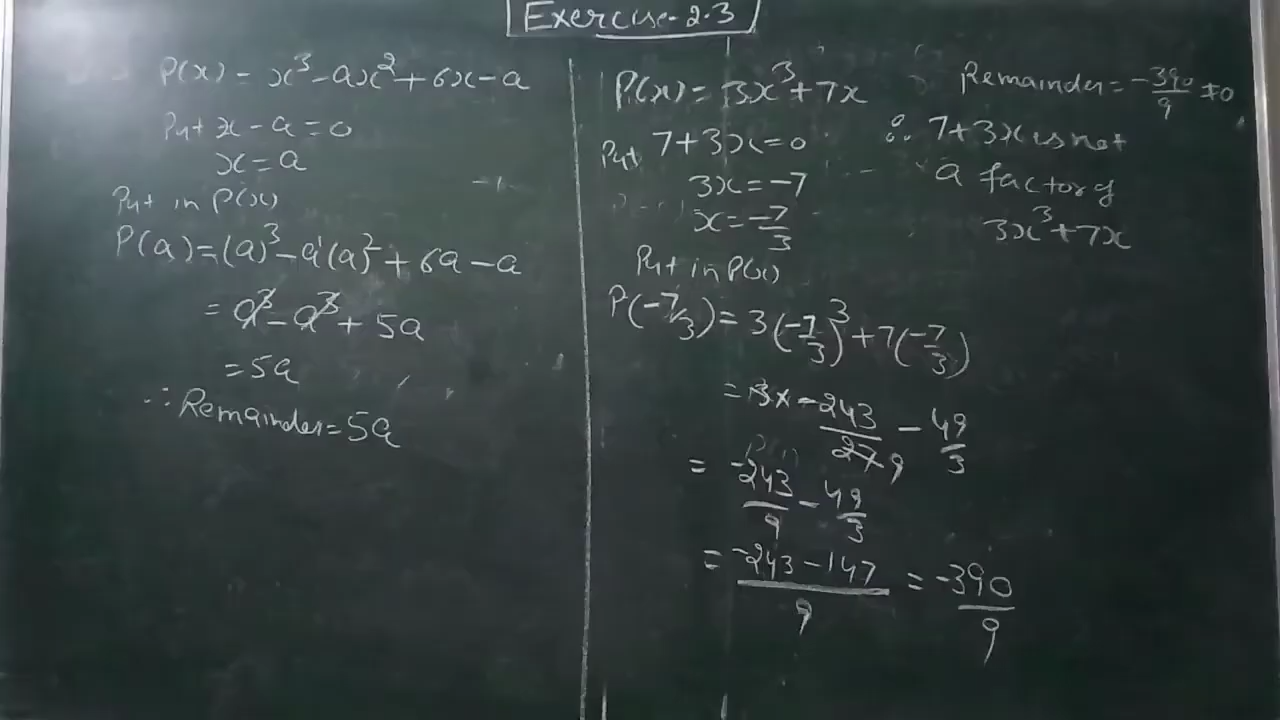 Exercise-2.3
P(x) = x³-ax²+6x-a
Put x-a=0
x=a
Put in P(x)
P(a)=(a)³-a(a)²+6a-a
= a³-a³+5a
=5a
∴Remainder=5a
P(x)=3x³+7x
Put 7+3x=0
3x=-7
x=-7/3
Put in P(x)
P(-7/3)=3(-7/3)³+7(-7/3)
=3x-243/27 9 -49/3
= -243/9 -49/3
= -243-147/9 = -390/9
Remainder=-390/9≠0
∴ 7+3x is not
a factor of
3x³+7x